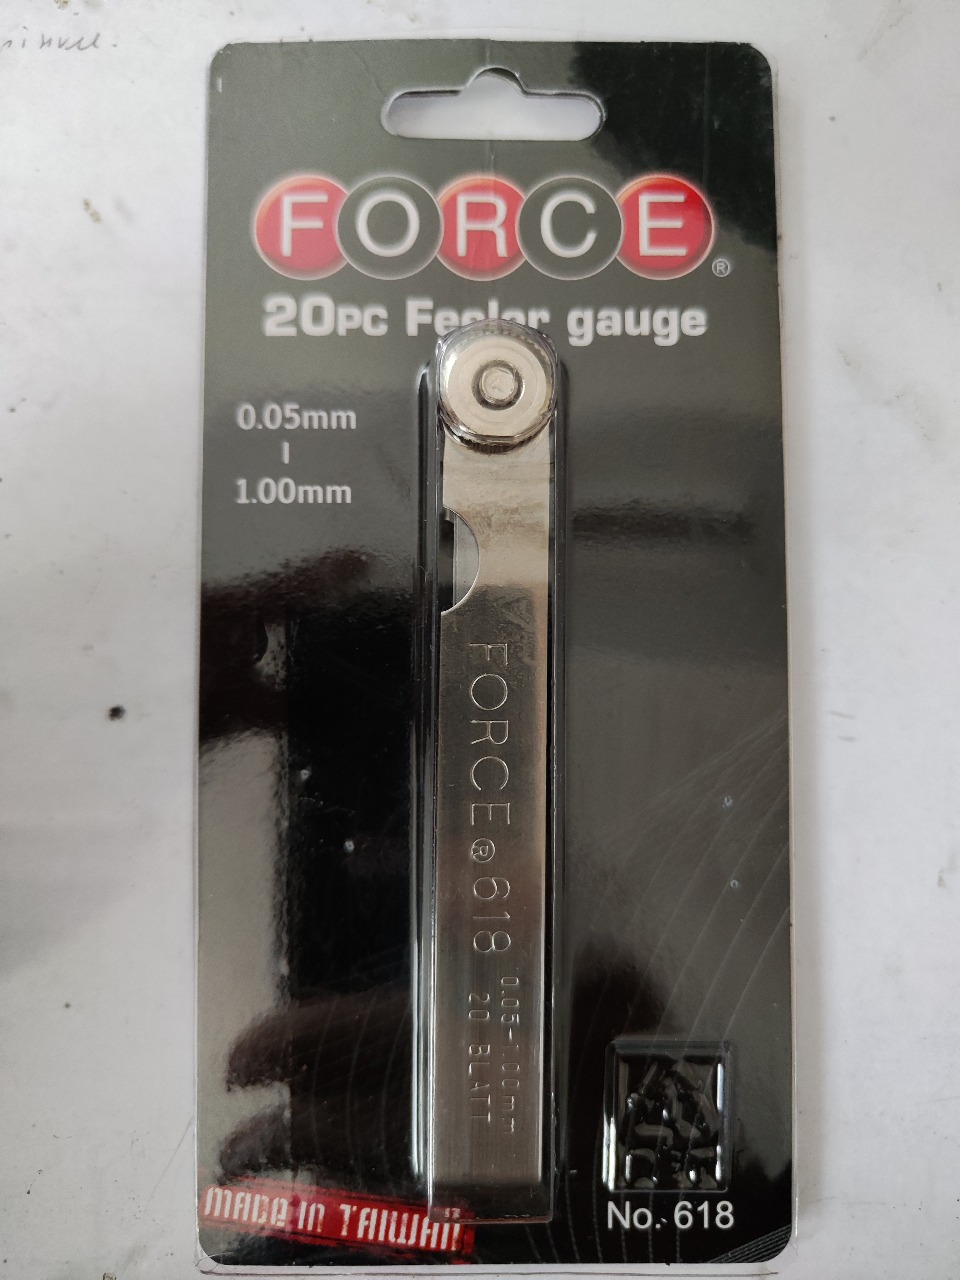 FORCE®
20PC Feeler gauge
0.05mm
1.00mm
FORCE® 618
0.05-1.00mm
20 BLATT
MADE IN TAIWAN
No. 618